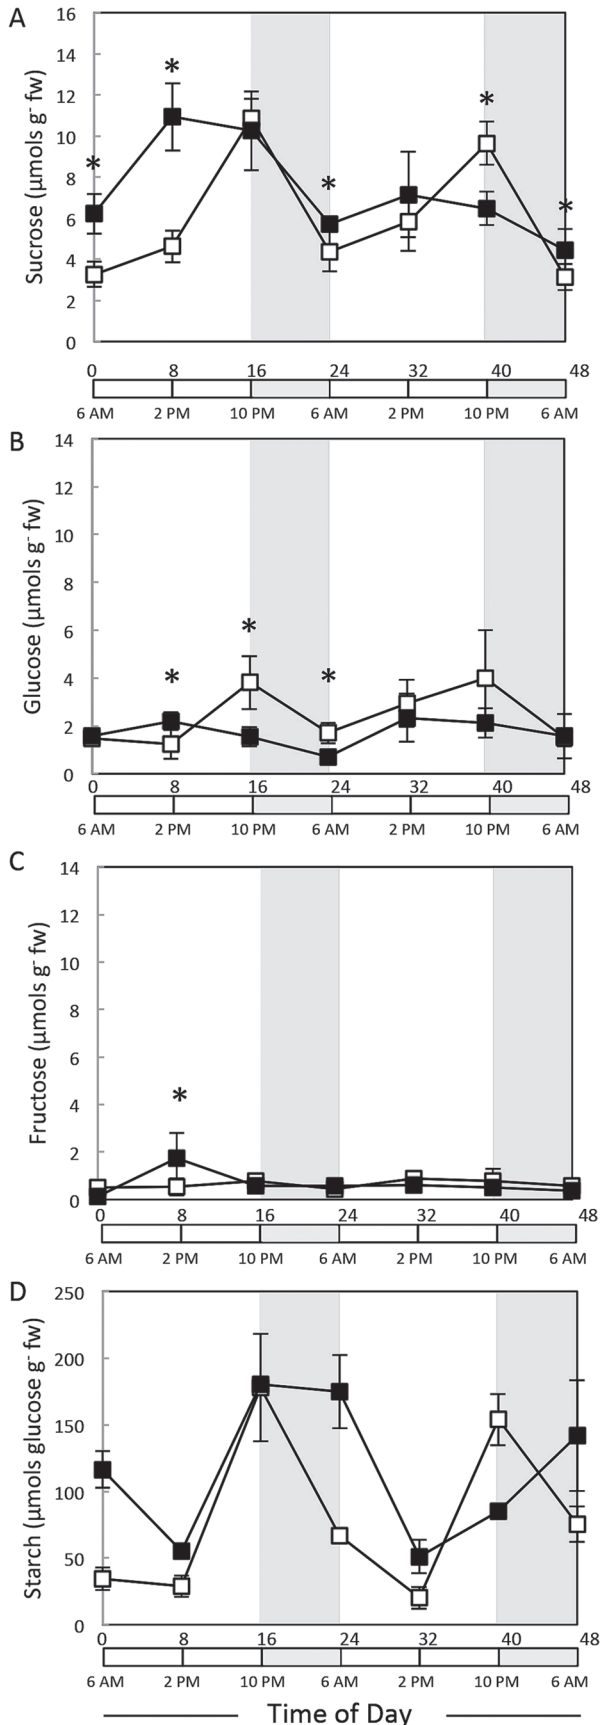 A
Sucrose (µmols g⁻ fw)
16
14
12
10
8
6
4
2
0
*
*
*
*
*
0 8 16 24 32 40 48
6 AM 2 PM 10 PM 6 AM 2 PM 10 PM 6 AM
B
Glucose (µmols g⁻ fw)
14
12
10
8
6
4
2
0
*
*
*
0 8 16 24 32 40 48
6 AM 2 PM 10 PM 6 AM 2 PM 10 PM 6 AM
C
Fructose (µmols g⁻ fw)
14
12
10
8
6
4
2
0
*
0 8 16 24 32 40 48
6 AM 2 PM 10 PM 6 AM 2 PM 10 PM 6 AM
D
Starch (µmols glucose g⁻ fw)
250
200
150
100
50
0
0 8 16 24 32 40 48
6 AM 2 PM 10 PM 6 AM 2 PM 10 PM 6 AM
Time of Day